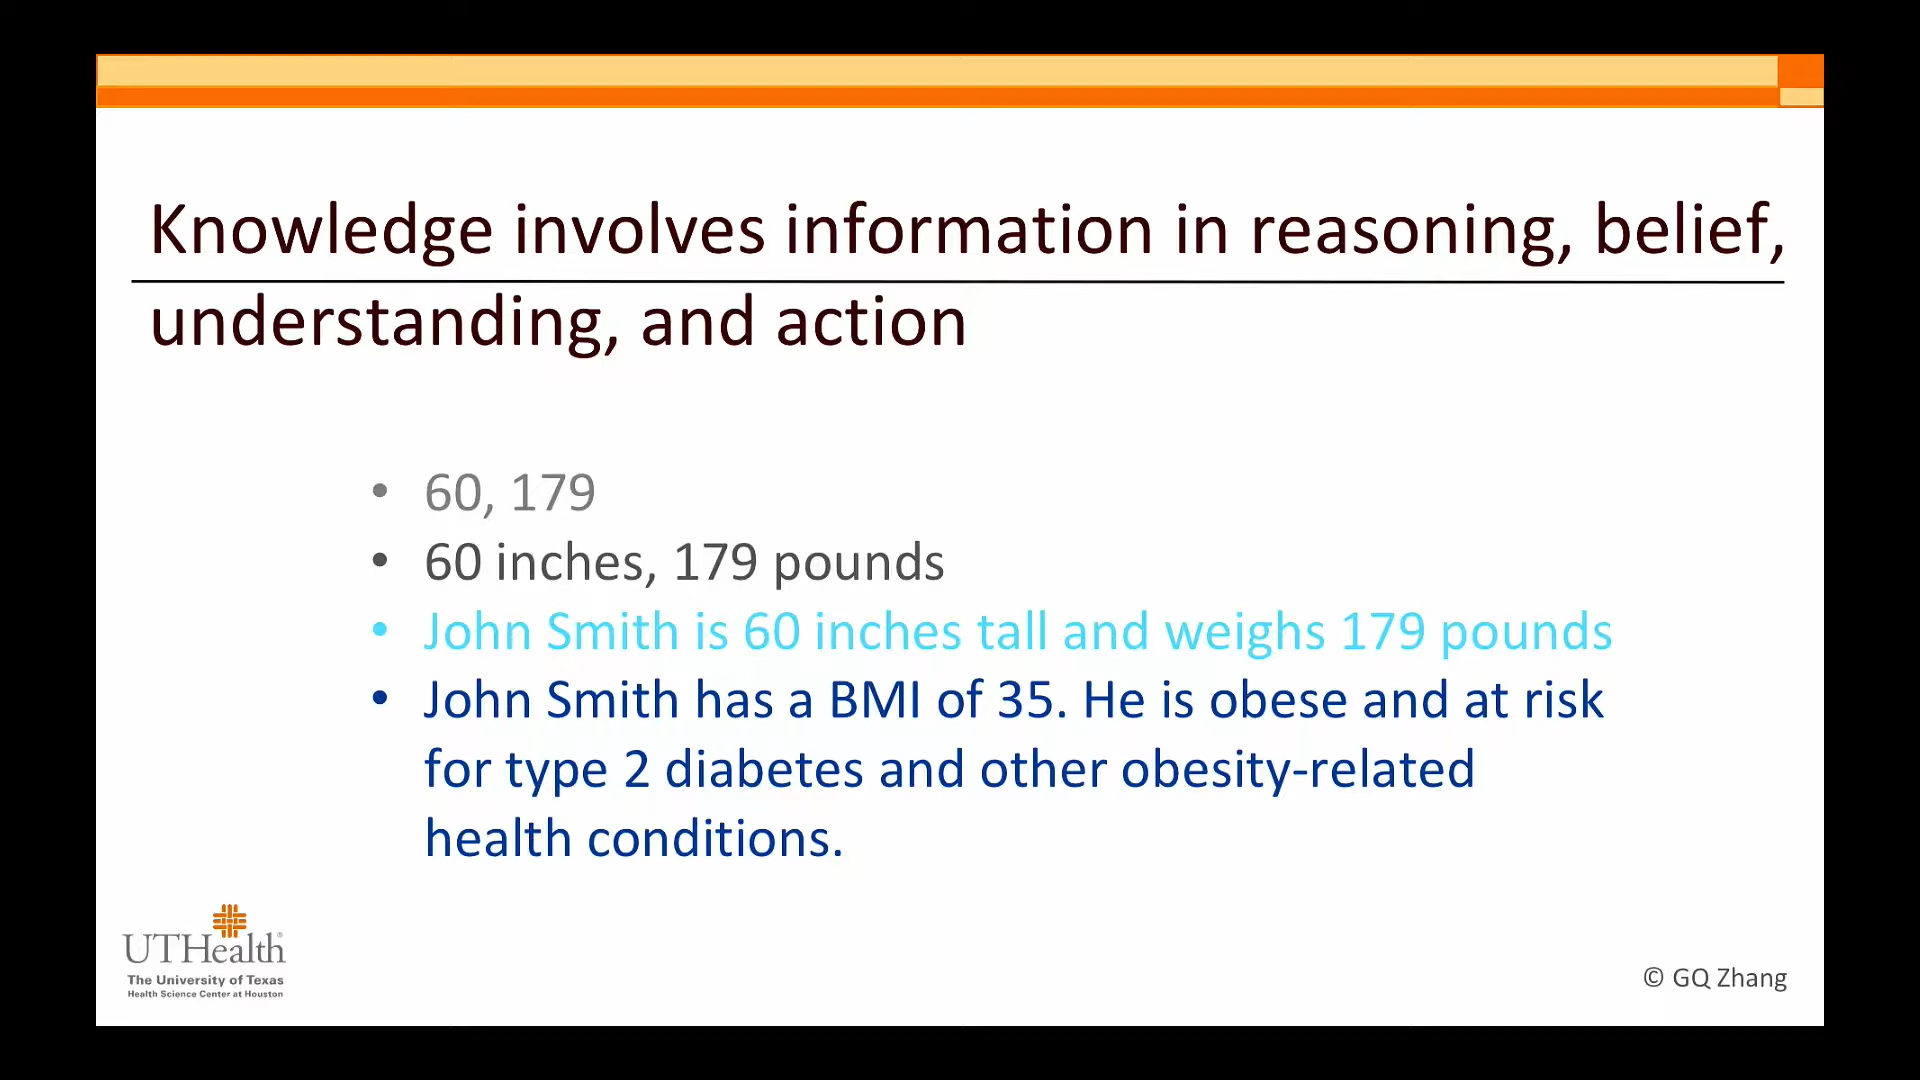 Knowledge involves information in reasoning, belief,
understanding, and action
• 60, 179
• 60 inches, 179 pounds
• John Smith is 60 inches tall and weighs 179 pounds
• John Smith has a BMI of 35. He is obese and at risk
for type 2 diabetes and other obesity-related
health conditions.
UTHealth®
The University of Texas
Health Science Center at Houston
© GQ Zhang